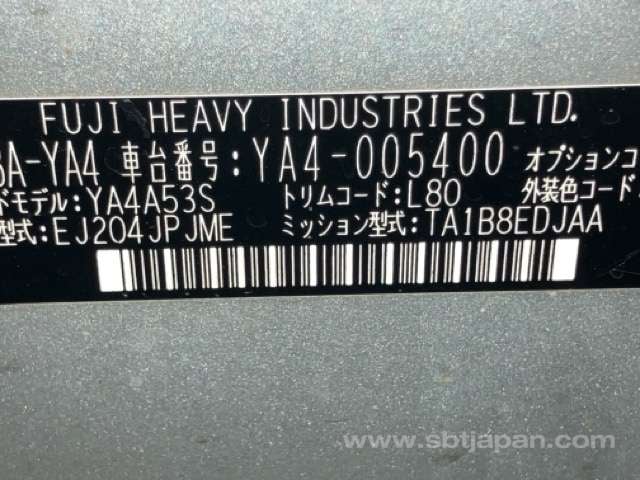 FUJI HEAVY INDUSTRIES LTD.
BA-YA4 車台番号:YA4-005400 オプションコ
ドモデル:YA4A53S トリムコード:L80 外装色コード
型式:EJ204JPJME ミッション型式:TA1B8EDJAA
www.sbtjapan.com